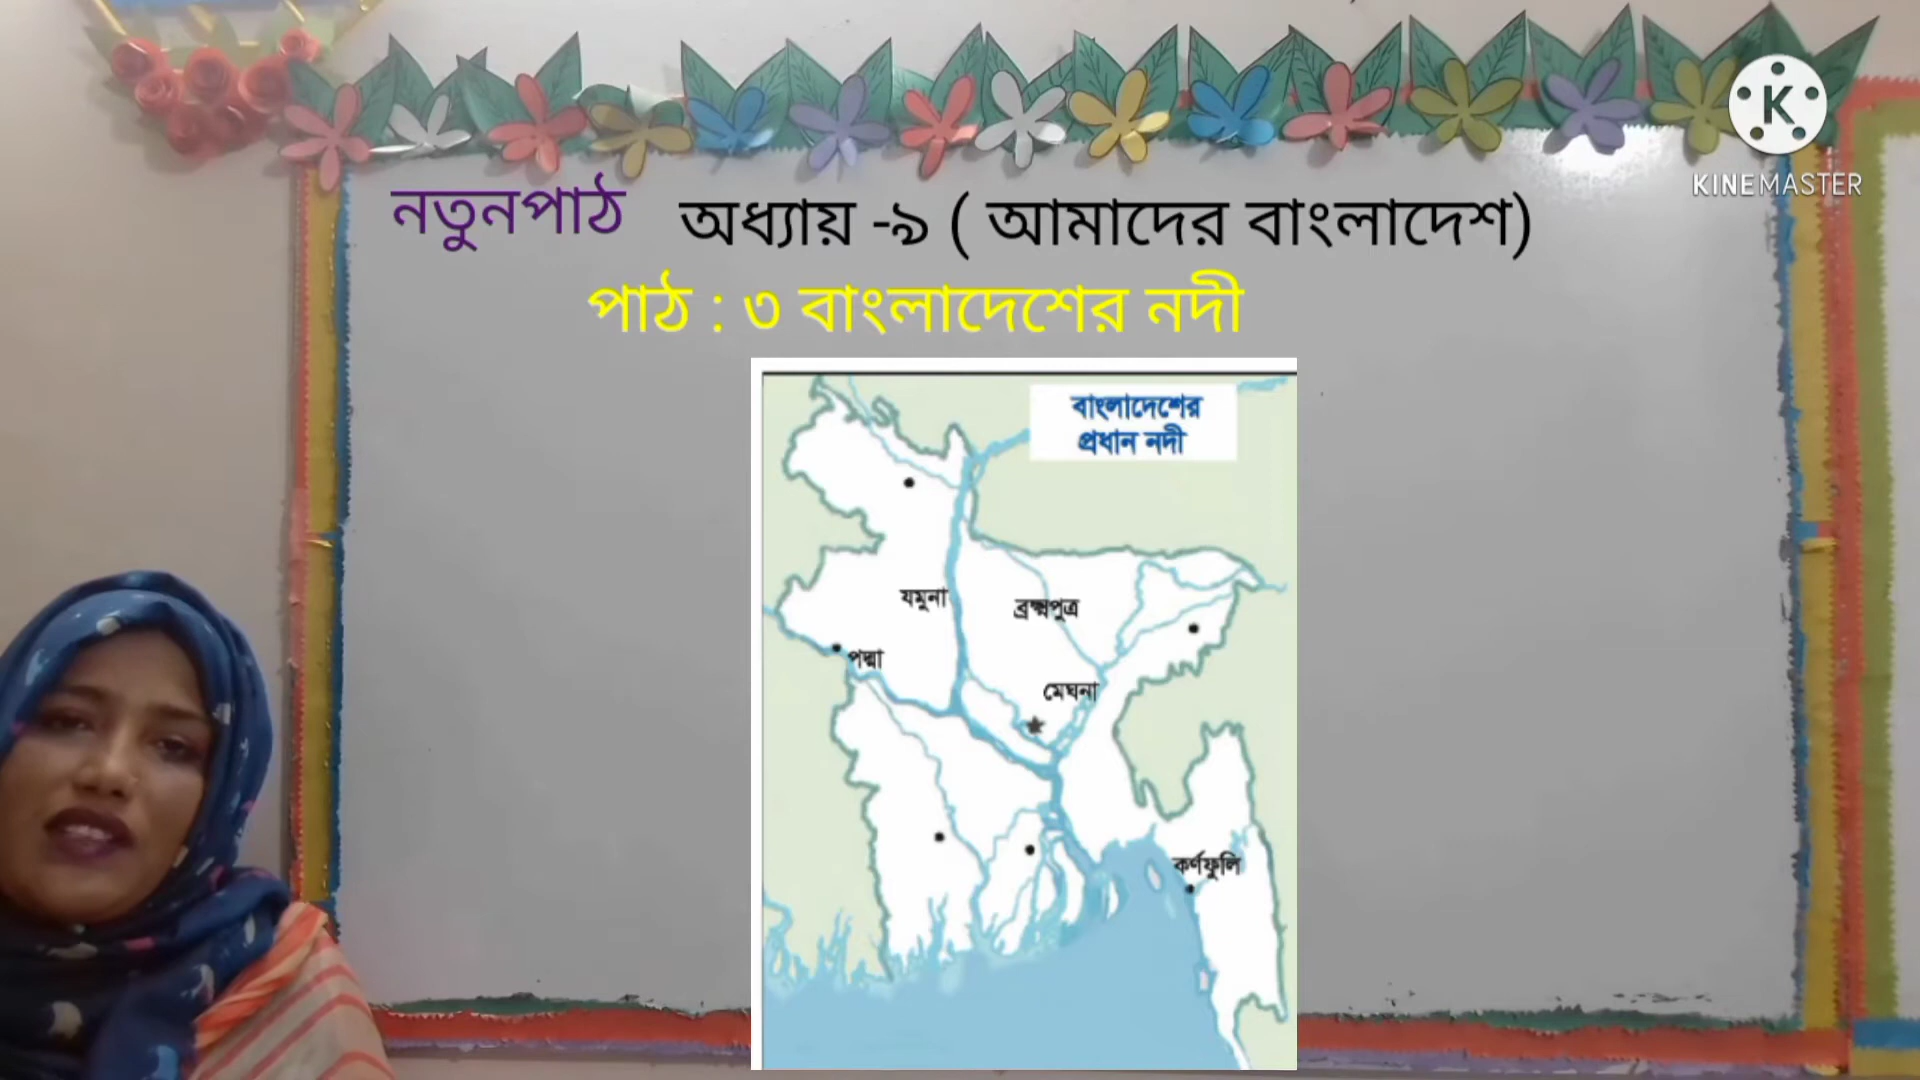 নতুনপাঠ অধ্যায় -৯ ( আমাদের বাংলাদেশ)
পাঠ : ৩ বাংলাদেশের নদী
বাংলাদেশের
প্রধান নদী
যমুনা
ব্রহ্মপুত্র
পদ্মা
মেঘনা
কর্ণফুলি
K
KINEMASTER